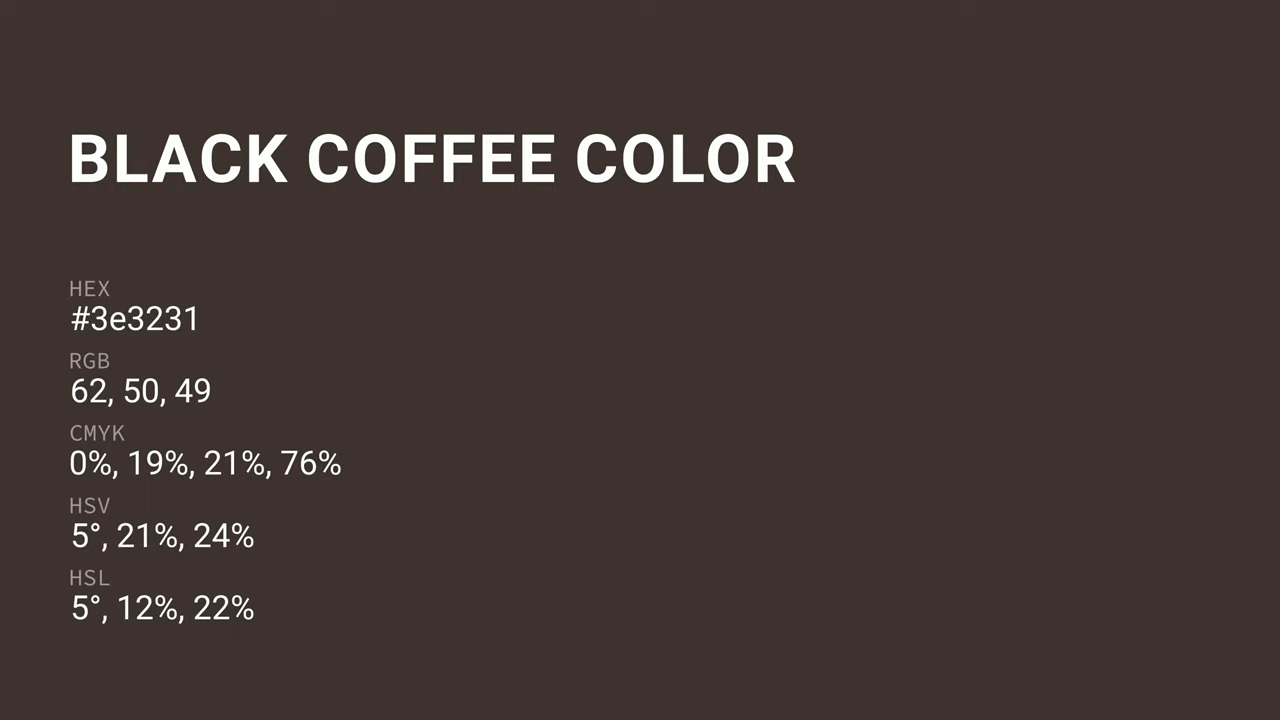 BLACK COFFEE COLOR
HEX
#3e3231
RGB
62, 50, 49
CMYK
0%, 19%, 21%, 76%
HSV
5°, 21%, 24%
HSL
5°, 12%, 22%